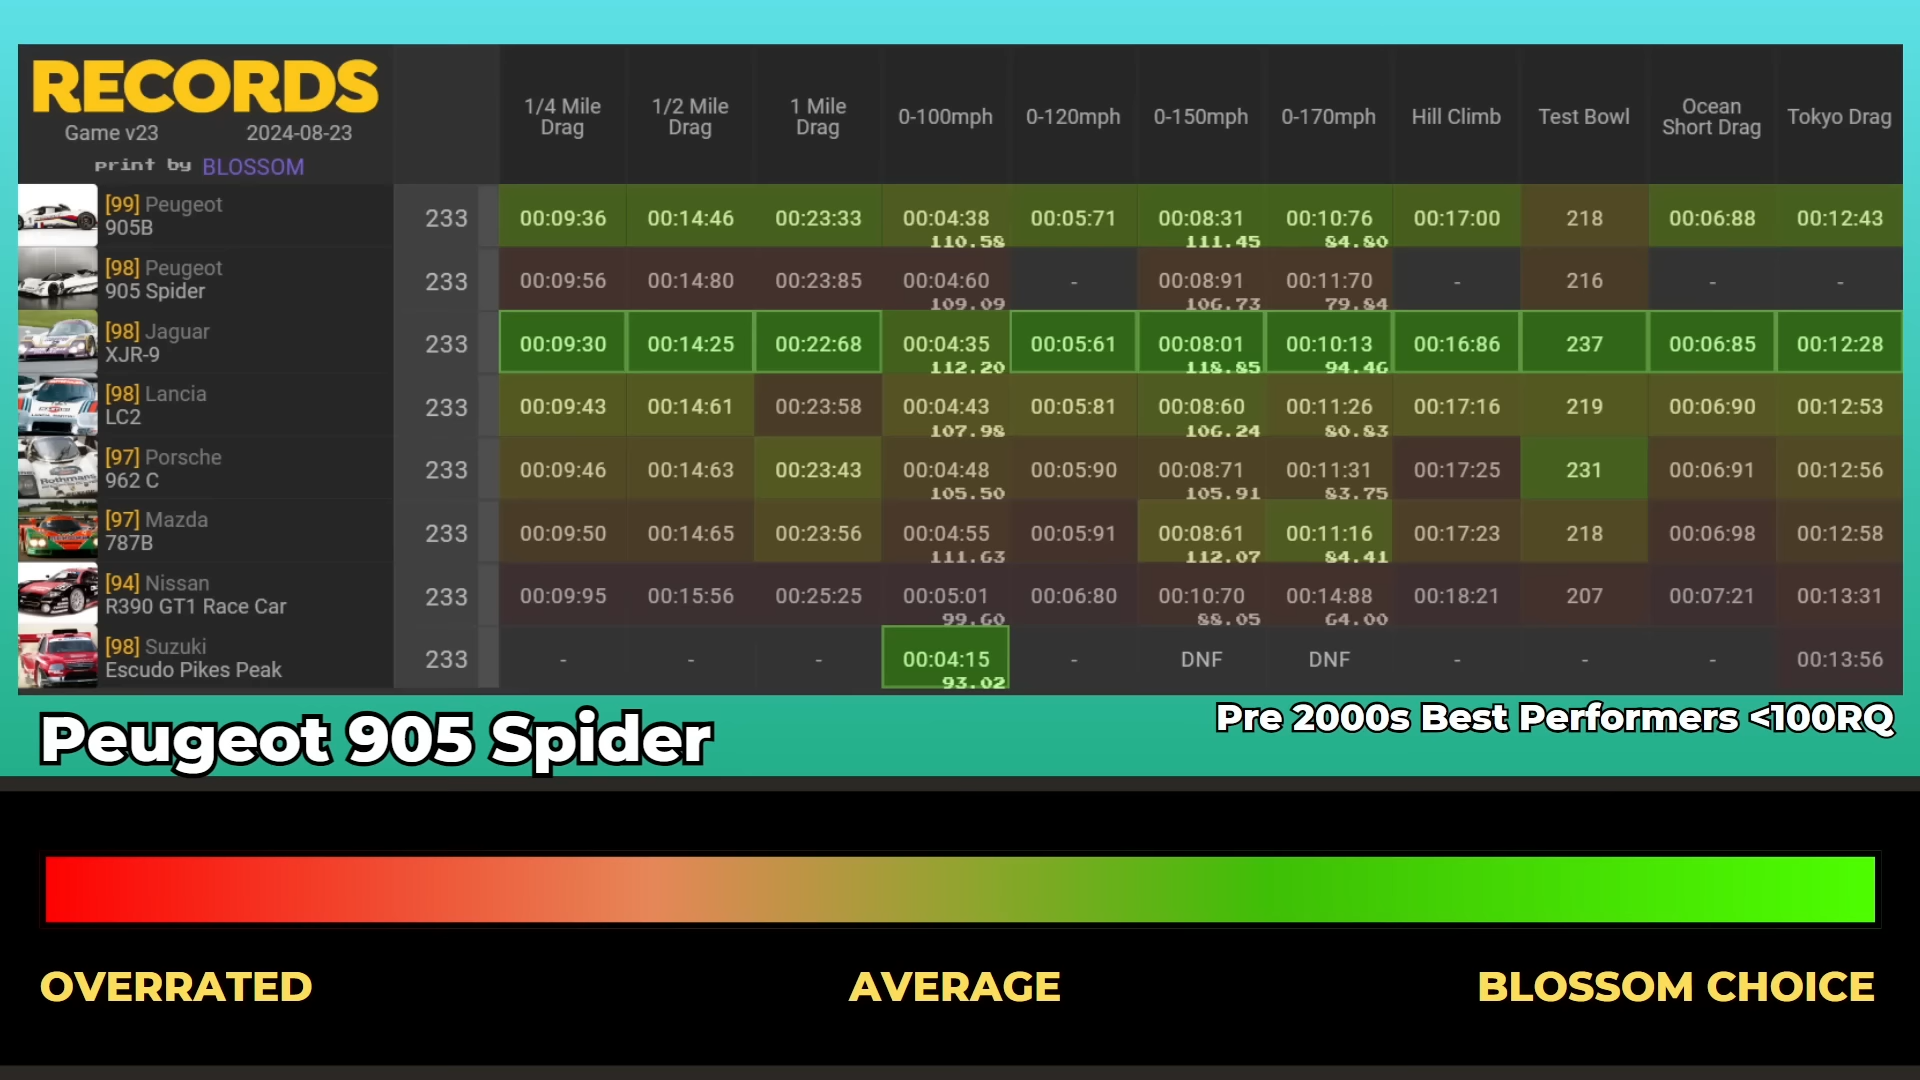 RECORDS
Game v23 2024-08-23
print by BLOSSOM
1/4 Mile Drag 1/2 Mile Drag 1 Mile Drag 0-100mph 0-120mph 0-150mph 0-170mph Hill Climb Test Bowl Ocean Short Drag Tokyo Drag
[99] Peugeot
905B
233 00:09:36 00:14:46 00:23:33 00:04:38 00:05:71 00:08:31 00:10:76 00:17:00 218 00:06:88 00:12:43
110.58 111.45 84.80
[98] Peugeot
905 Spider
233 00:09:56 00:14:80 00:23:85 00:04:60 - 00:08:91 00:11:70 - 216 - -
109.09 106.73 79.84
[98] Jaguar
XJR-9
233 00:09:30 00:14:25 00:22:68 00:04:35 00:05:61 00:08:01 00:10:13 00:16:86 237 00:06:85 00:12:28
112.20 118.85 94.46
[98] Lancia
LC2
233 00:09:43 00:14:61 00:23:58 00:04:43 00:05:81 00:08:60 00:11:26 00:17:16 219 00:06:90 00:12:53
107.98 106.24 80.83
[97] Porsche
962 C
233 00:09:46 00:14:63 00:23:43 00:04:48 00:05:90 00:08:71 00:11:31 00:17:25 231 00:06:91 00:12:56
105.50 105.91 83.75
Rothmans
[97] Mazda
787B
233 00:09:50 00:14:65 00:23:56 00:04:55 00:05:91 00:08:61 00:11:16 00:17:23 218 00:06:98 00:12:58
111.63 112.07 84.41
[94] Nissan
R390 GT1 Race Car
233 00:09:95 00:15:56 00:25:25 00:05:01 00:06:80 00:10:70 00:14:88 00:18:21 207 00:07:21 00:13:31
99.60 88.05 64.00
[98] Suzuki
Escudo Pikes Peak
233 - - - 00:04:15 - DNF DNF - - - 00:13:56
93.02
Peugeot 905 Spider
Pre 2000s Best Performers <100RQ
OVERRATED AVERAGE BLOSSOM CHOICE